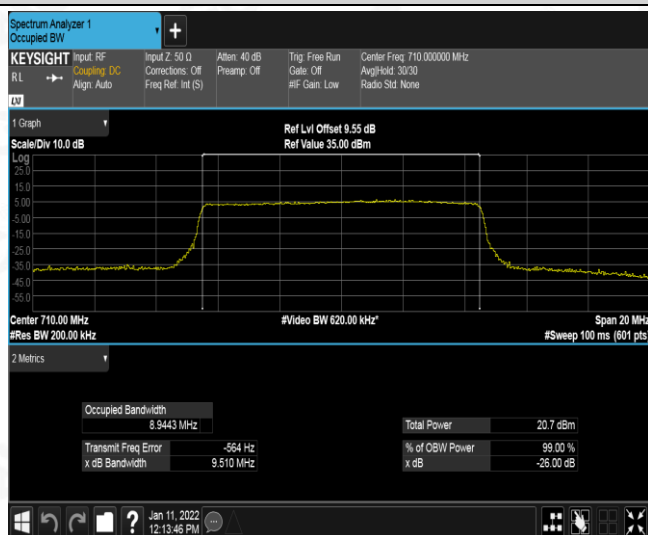 Spectrum Analyzer 1
Occupied BW
+
KEYSIGHT
RL
LXI
Input: RF
Coupling: DC
Align: Auto
Input Z: 50 Ω
Corrections: Off
Freq Ref: Int (S)
Atten: 40 dB
Preamp: Off
Trig: Free Run
Gate: Off
#IF Gain: Low
Center Freq: 710.000000 MHz
Avg|Hold: 30/30
Radio Std: None
1 Graph
Scale/Div 10.0 dB
Ref Lvl Offset 9.55 dB
Ref Value 35.00 dBm
Log
25.0
15.0
5.00
-5.00
-15.0
-25.0
-35.0
-45.0
-55.0
Center 710.00 MHz
#Res BW 200.00 kHz
#Video BW 620.00 kHz*
Span 20 MHz
#Sweep 100 ms (601 pts)
2 Metrics
Occupied Bandwidth
8.9443 MHz
Transmit Freq Error -564 Hz
x dB Bandwidth 9.510 MHz
Total Power 20.7 dBm
% of OBW Power 99.00 %
x dB -26.00 dB
?
Jan 11, 2022
12:13:46 PM